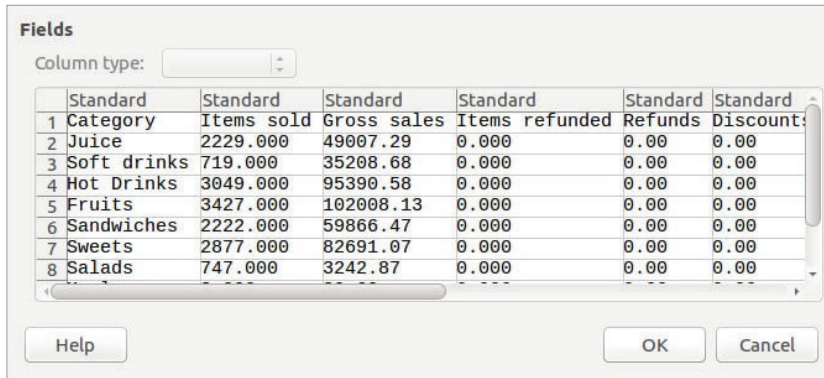 Fields
Column type:
Standard Standard Standard Standard Standard Standard
1 Category Items sold Gross sales Items refunded Refunds Discounts
2 Juice 2229.000 49007.29 0.000 0.00 0.00
3 Soft drinks 719.000 35208.68 0.000 0.00 0.00
4 Hot Drinks 3049.000 95390.58 0.000 0.00 0.00
5 Fruits 3427.000 102008.13 0.000 0.00 0.00
6 Sandwiches 2222.000 59866.47 0.000 0.00 0.00
7 Sweets 2877.000 82691.07 0.000 0.00 0.00
8 Salads 747.000 3242.87 0.000 0.00 0.00
Help OK Cancel